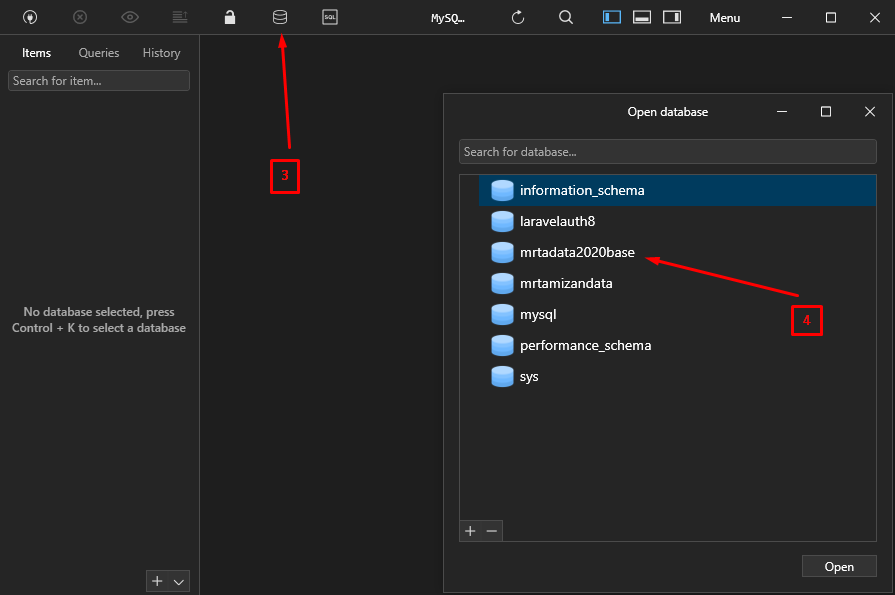 SQL
MySQ...
Menu
Items
Queries
History
Search for item...
3
No database selected, press
Control + K to select a database
Open database
Search for database...
information_schema
laravelauth8
mrtadata2020base
mrtamizandata
mysql
4
performance_schema
sys
Open